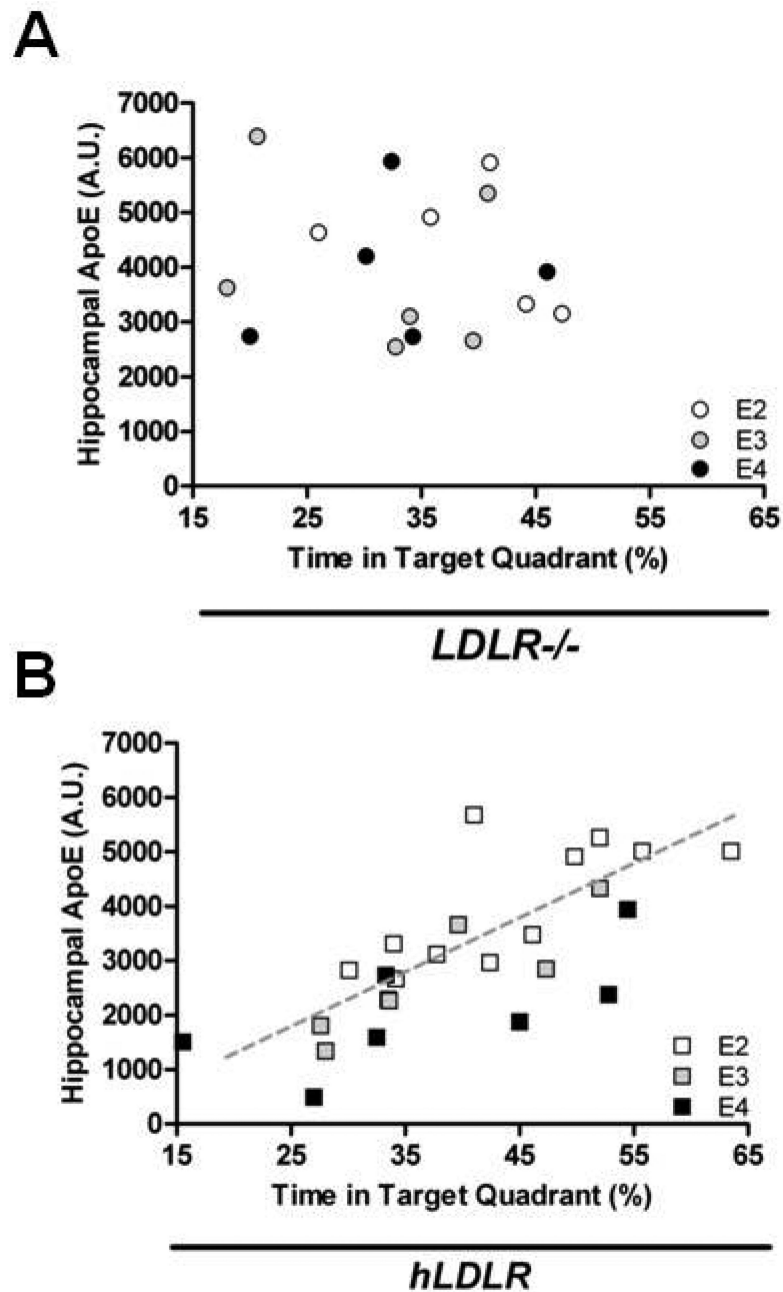 A
Hippocampal ApoE (A.U.)
7000
6000
5000
4000
3000
2000
1000
0
15 25 35 45 55 65
Time in Target Quadrant (%)
E2
E3
E4
LDLR-/-
B
Hippocampal ApoE (A.U.)
7000
6000
5000
4000
3000
2000
1000
0
15 25 35 45 55 65
Time in Target Quadrant (%)
E2
E3
E4
hLDLR